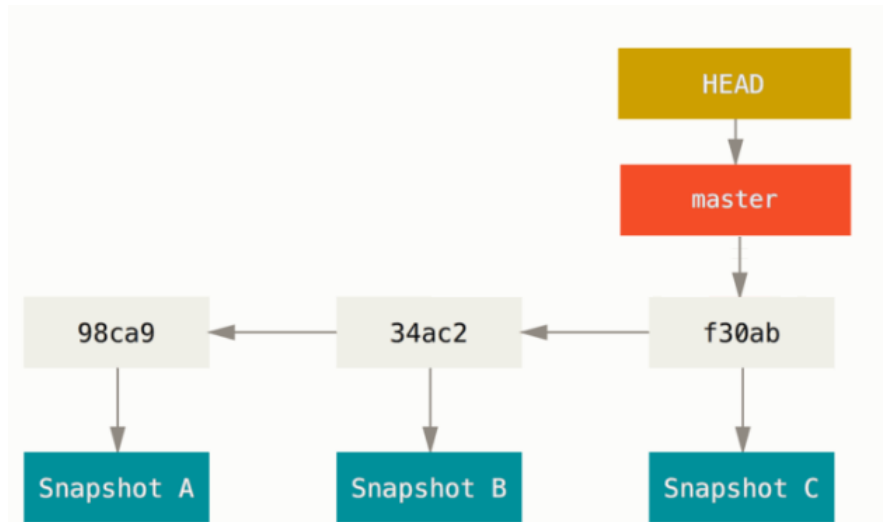 HEAD
master
98ca9
34ac2
f30ab
Snapshot A
Snapshot B
Snapshot C